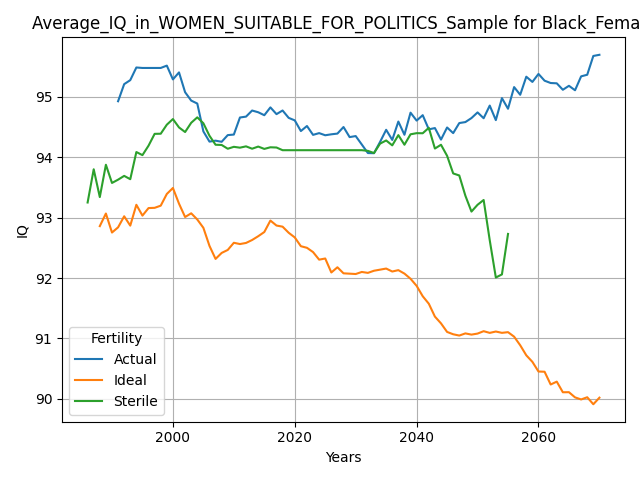 Average_IQ_in_WOMEN_SUITABLE_FOR_POLITICS_Sample for Black_Fema
IQ
95
94
93
92
91
90
Fertility
Actual
Ideal
Sterile
2000 2020 2040 2060
Years